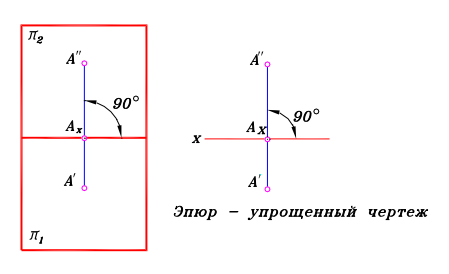 π₂
A″
90°
Aₓ
A′
π₁
A″
90°
x
Aₓ
A′
Эпюр – упрощенный чертеж